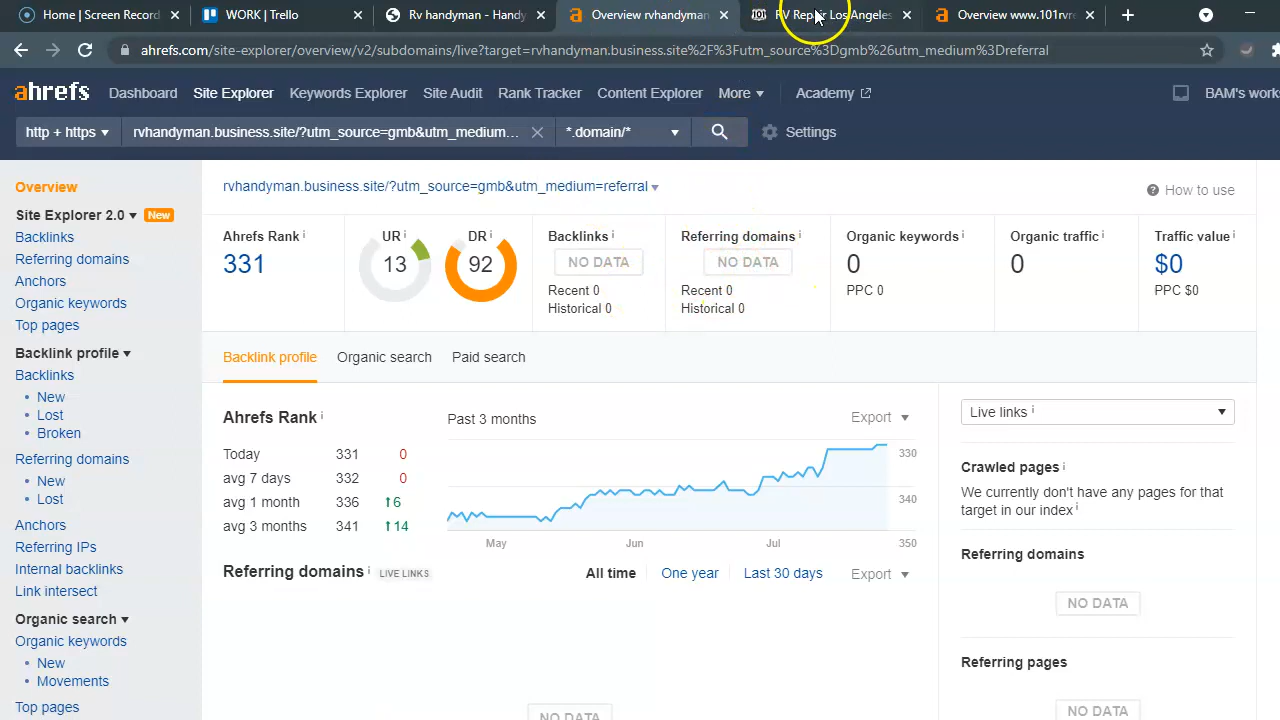 Home | Screen Record
WORK | Trello
Rv handyman - Handy
Overview rvhandyman
RV Repair Los Angeles
Overview www.101rvre
ahrefs.com/site-explorer/overview/v2/subdomains/live?target=rvhandyman.business.site%2F%3Futm_source%3Dgmb%26utm_medium%3Dreferral
ahrefs
Dashboard
Site Explorer
Keywords Explorer
Site Audit
Rank Tracker
Content Explorer
More
Academy
BAM's works
http + https
rvhandyman.business.site/?utm_source=gmb&utm_medium...
*.domain/*
Settings
Overview
Site Explorer 2.0
New
Backlinks
Referring domains
Anchors
Organic keywords
Top pages
Backlink profile
Backlinks
• New
• Lost
• Broken
Referring domains
• New
• Lost
Anchors
Referring IPs
Internal backlinks
Link intersect
Organic search
Organic keywords
• New
• Movements
Top pages
rvhandyman.business.site/?utm_source=gmb&utm_medium=referral
? How to use
Ahrefs Rank i
331
UR i
13
DR i
92
Backlinks i
NO DATA
Recent 0
Historical 0
Referring domains i
NO DATA
Recent 0
Historical 0
Organic keywords i
0
PPC 0
Organic traffic i
0
Traffic value i
$0
PPC $0
Backlink profile
Organic search
Paid search
Ahrefs Rank i
Past 3 months
Export
Today 331 0
avg 7 days 332 0
avg 1 month 336 ↑6
avg 3 months 341 ↑14
330
340
350
May
Jun
Jul
Referring domains i LIVE LINKS
All time
One year
Last 30 days
Export
NO DATA
Live links i
Crawled pages i
We currently don't have any pages for that
target in our index i
Referring domains
NO DATA
Referring pages
NO DATA